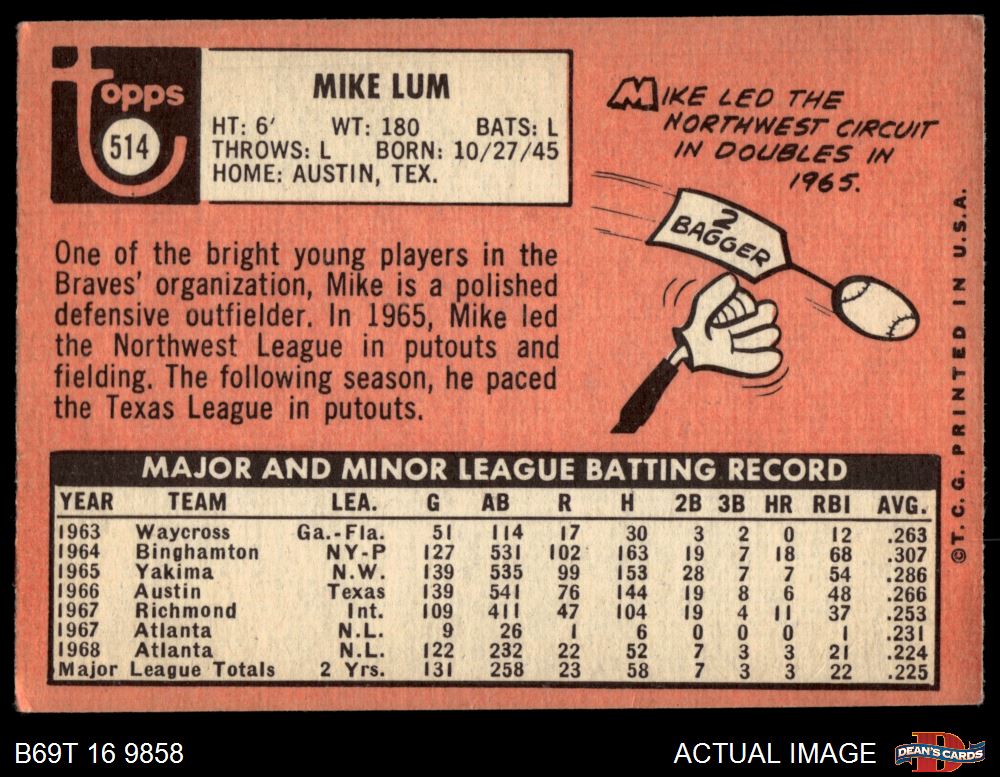 Topps
514
MIKE LUM
HT: 6′ WT: 180 BATS: L
THROWS: L BORN: 10/27/45
HOME: AUSTIN, TEX.
MIKE LED THE
NORTHWEST CIRCUIT
IN DOUBLES IN
1965.
2
BAGGER
One of the bright young players in the
Braves' organization, Mike is a polished
defensive outfielder. In 1965, Mike led
the Northwest League in putouts and
fielding. The following season, he paced
the Texas League in putouts.
MAJOR AND MINOR LEAGUE BATTING RECORD
YEAR TEAM LEA. G AB R H 2B 3B HR RBI AVG.
1963 Waycross Ga.-Fla. 51 114 17 30 3 2 0 12 .263
1964 Binghamton NY-P 127 531 102 163 19 7 18 68 .307
1965 Yakima N.W. 139 535 99 153 28 7 7 54 .286
1966 Austin Texas 139 541 76 144 19 8 6 48 .266
1967 Richmond Int. 109 411 47 104 19 4 11 37 .253
1967 Atlanta N.L. 9 26 1 6 0 0 0 1 .231
1968 Atlanta N.L. 122 232 22 52 7 3 3 21 .224
Major League Totals 2 Yrs. 131 258 23 58 7 3 3 22 .225
©T. C. G. PRINTED IN U.S.A.
B69T 16 9858
ACTUAL IMAGE
D
DEAN'S CARDS